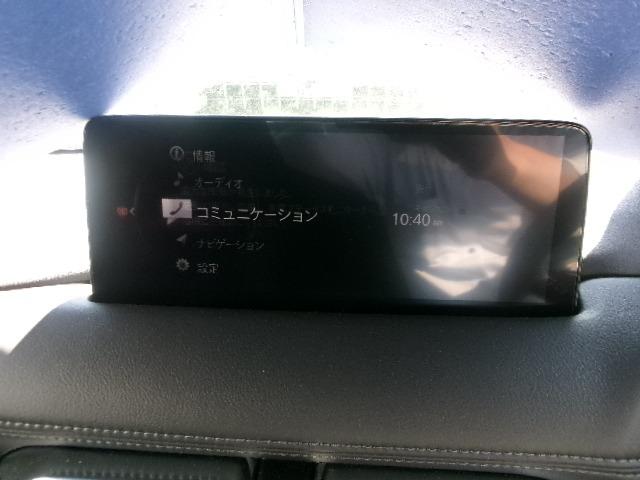 情報
オーディオ
コミュニケーション
10:40
ナビゲーション
設定